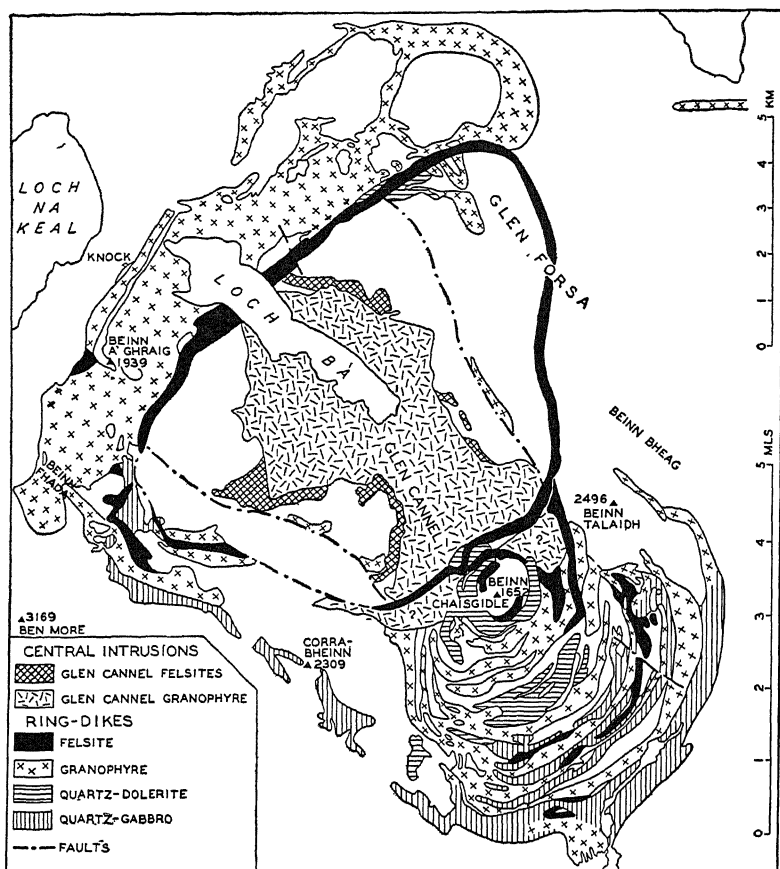 LOCH
NA
KEAL
KNOCK
LOCH
BÀ
GLEN FORSA
BEINN
A' GHRAIG
▲1939
BEINN
FHADA
GLEN CANNEL
BEINN BHEAG
2496▲
BEINN
TALAIDH
BEINN
▲1652
CHAISGIDLE
?
?
▲3169
BEN MORE
CORRA-
BHEINN
▲2309
KM
5
4
3
2
1
0
MLS
5
4
3
2
1
0
CENTRAL INTRUSIONS
GLEN CANNEL FELSITES
GLEN CANNEL GRANOPHYRE
RING-DIKES
FELSITE
GRANOPHYRE
QUARTZ-DOLERITE
QUARTZ-GABBRO
FAULTS